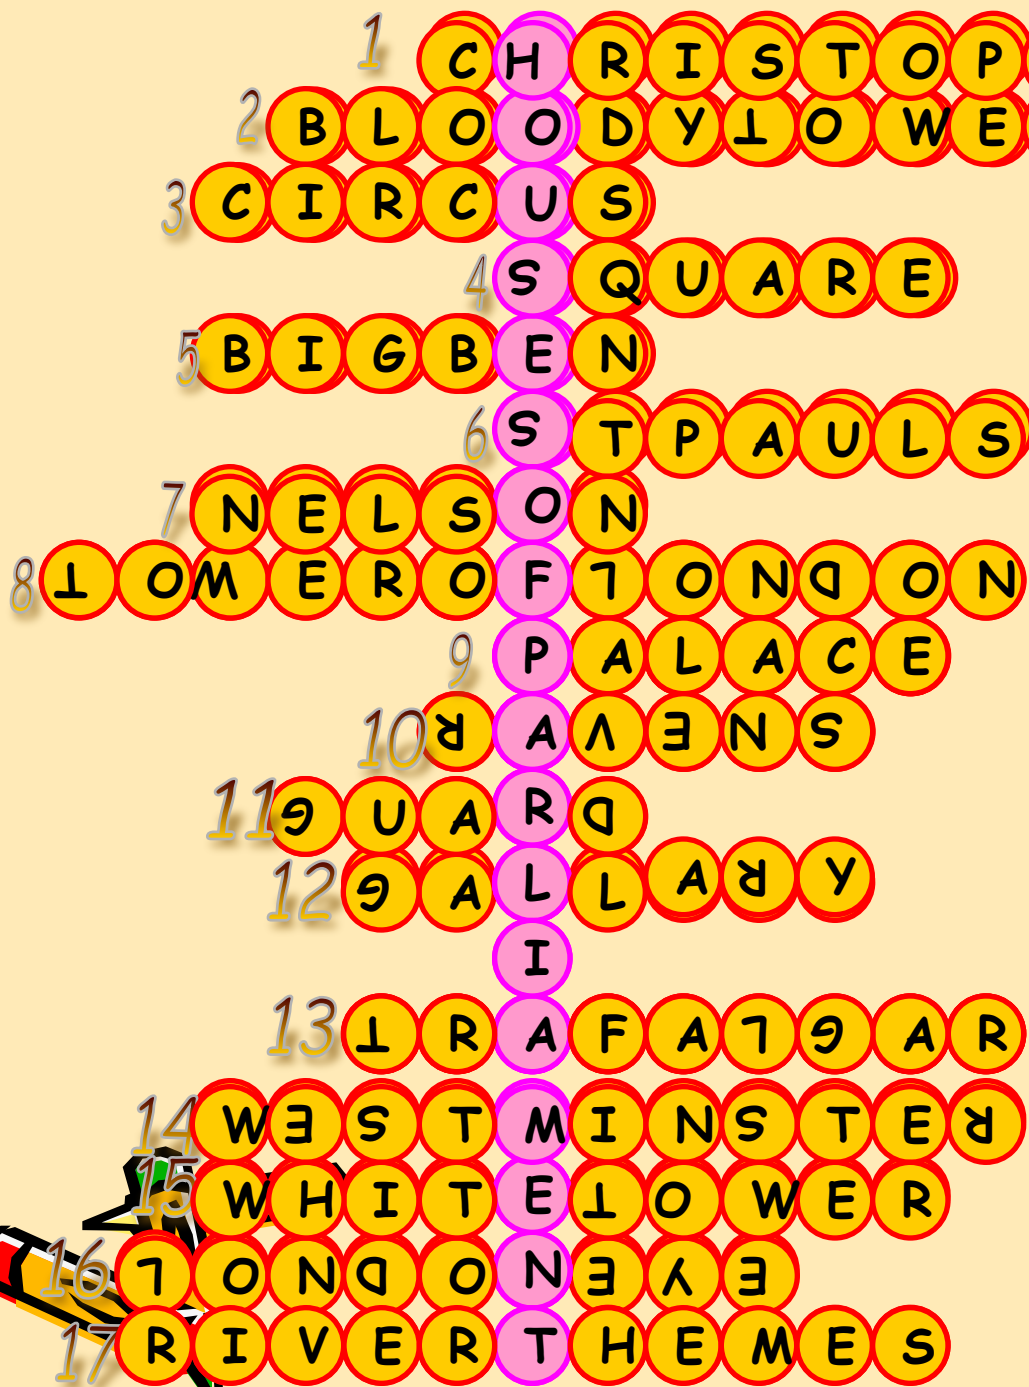 1 CHRISTOP
2 BLOODYTOWE
3 CIRCUS
4 SQUARE
5 BIGBEN
6 STPAULS
7 NELSON
8 TOWEROFLONDON
9 PALACE
10 RAVENS
11 GUARD
12 GALLARY
I
13 TRAFALGAR
14 WESTMINSTER
15 WHITETOWER
16 LONDONEYE
17 RIVERTHEMES